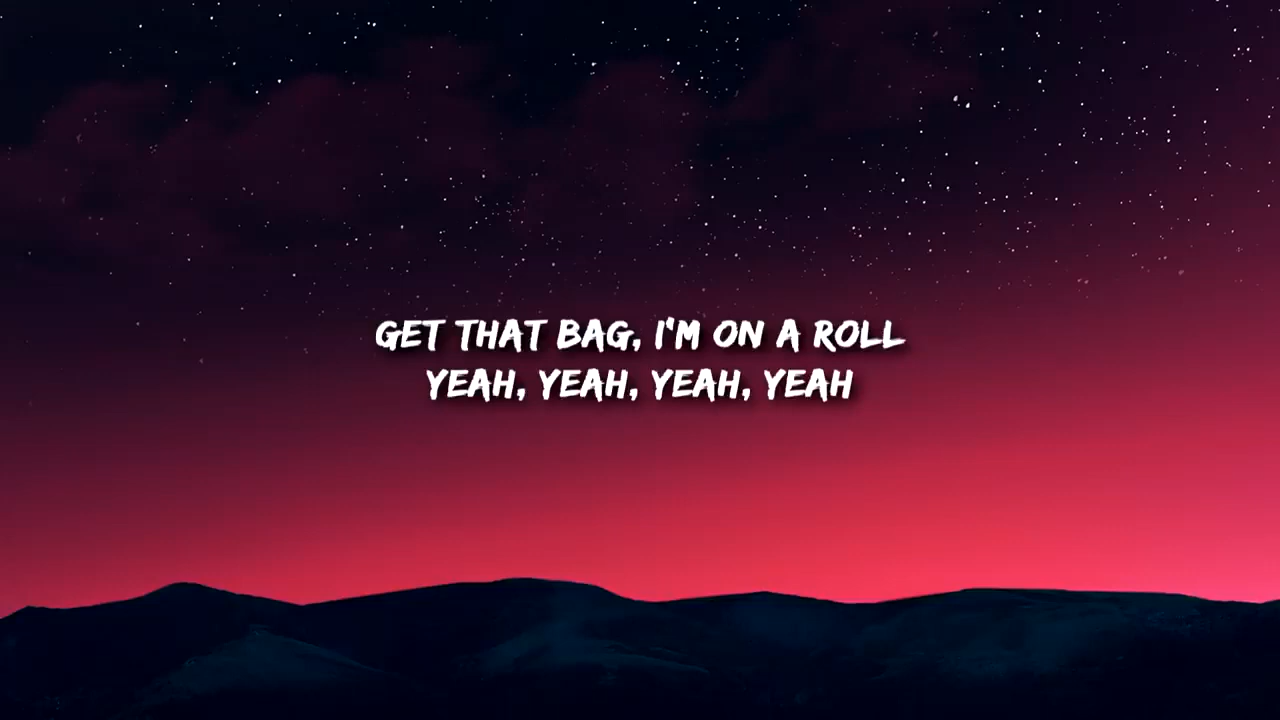 GET THAT BAG, I'M ON A ROLL
YEAH, YEAH, YEAH, YEAH